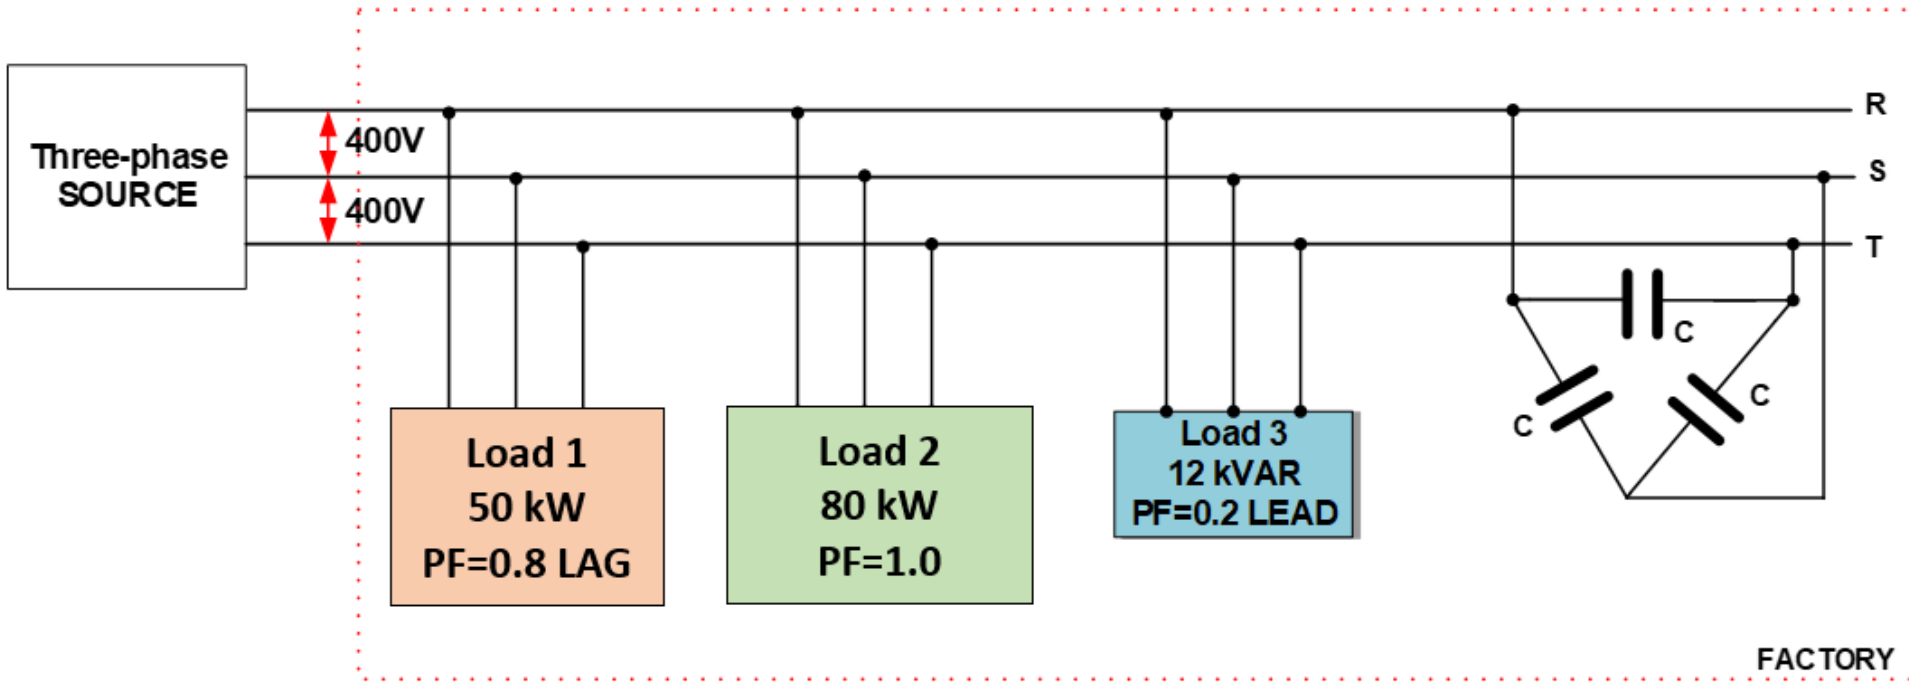 Three-phase
SOURCE
400V
400V
R
S
T
Load 1
50 kW
PF=0.8 LAG
Load 2
80 kW
PF=1.0
Load 3
12 kVAR
PF=0.2 LEAD
C
C
C
FACTORY